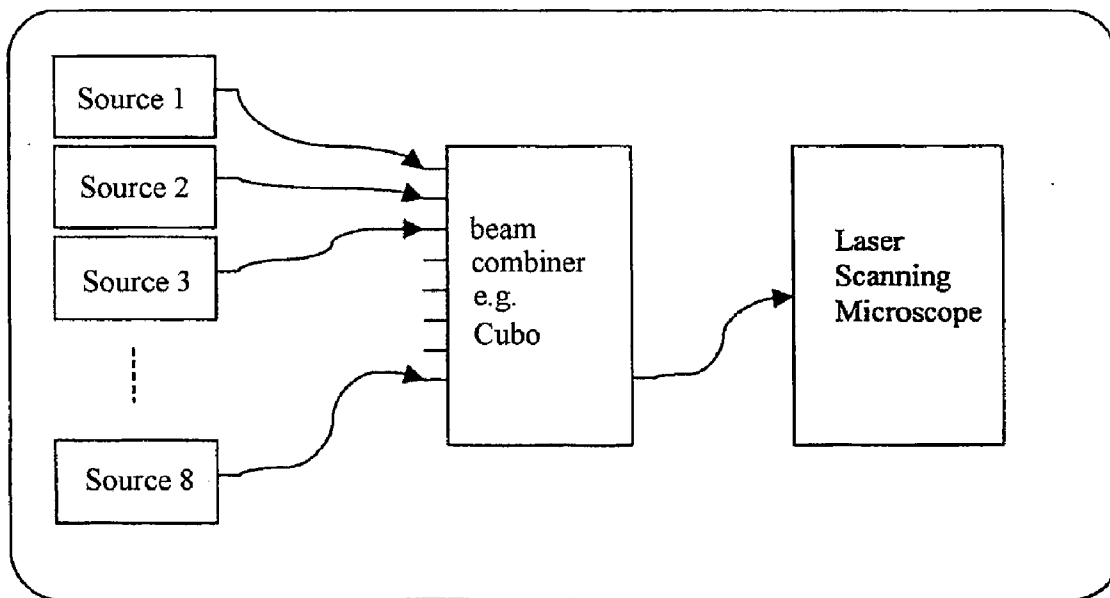 Source 1
Source 2
Source 3
Source 8
beam
combiner
e.g.
Cubo
Laser
Scanning
Microscope